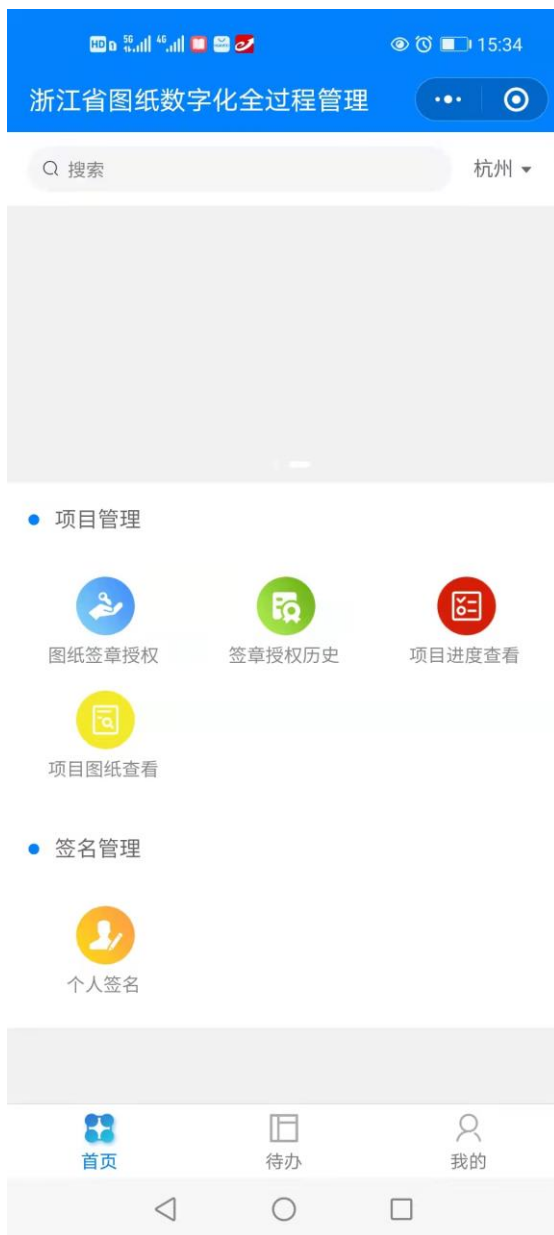 HD 5G 4G 15:34
浙江省图纸数字化全过程管理
搜索 杭州
项目管理
图纸签章授权 签章授权历史 项目进度查看
项目图纸查看
签名管理
个人签名
首页 待办 我的